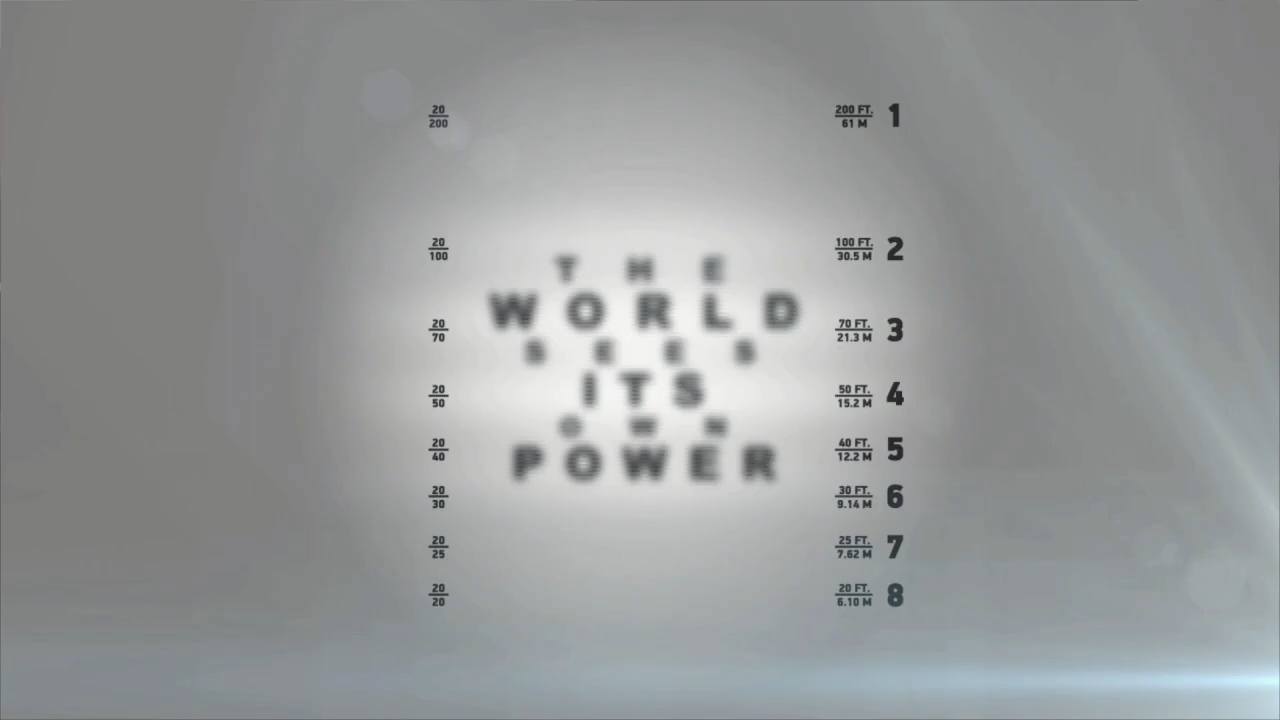 20/200 200 FT./61 M 1
20/100 100 FT./30.5 M 2
T H E
W O R L D
20/70 70 FT./21.3 M 3
S E E S
I T S
20/50 50 FT./15.2 M 4
O W N
20/40 40 FT./12.2 M 5
P O W E R
20/30 30 FT./9.14 M 6
20/25 25 FT./7.62 M 7
20/20 20 FT./6.10 M 8